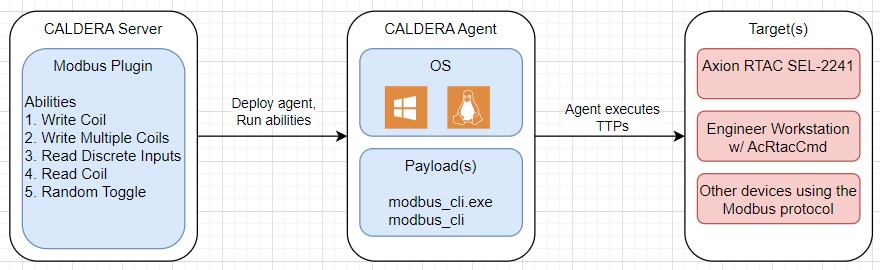 CALDERA Server
Modbus Plugin
Abilities
1. Write Coil
2. Write Multiple Coils
3. Read Discrete Inputs
4. Read Coil
5. Random Toggle
Deploy agent,
Run abilities
CALDERA Agent
OS
Payload(s)
modbus_cli.exe
modbus_cli
Agent executes
TTPs
Target(s)
Axion RTAC SEL-2241
Engineer Workstation
w/ AcRtacCmd
Other devices using the
Modbus protocol